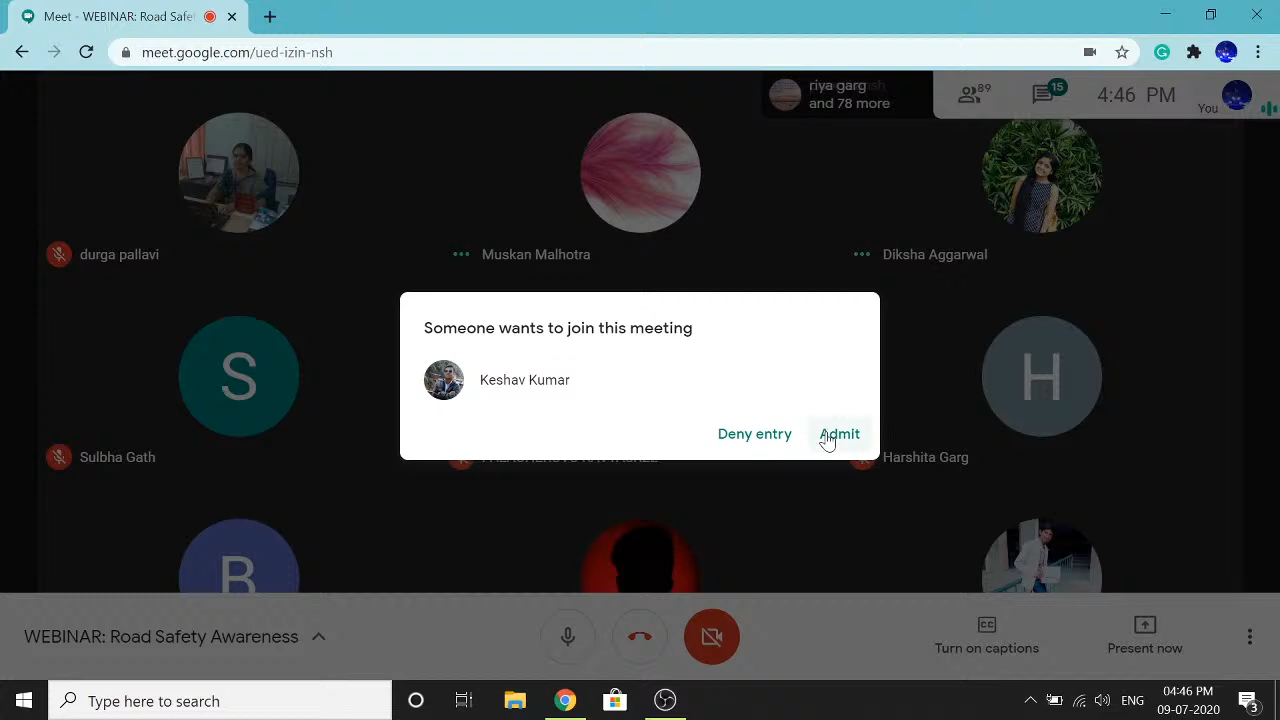 Meet - WEBINAR: Road Safet
meet.google.com/ued-izin-nsh
riya garg
and 78 more
89
15
4:46 PM
You
durga pallavi
Muskan Malhotra
Diksha Aggarwal
Someone wants to join this meeting
Keshav Kumar
Deny entry
Admit
S
H
Sulbha Gath
Harshita Garg
B
WEBINAR: Road Safety Awareness
CC
Turn on captions
Present now
Type here to search
ENG
04:46 PM
09-07-2020
3